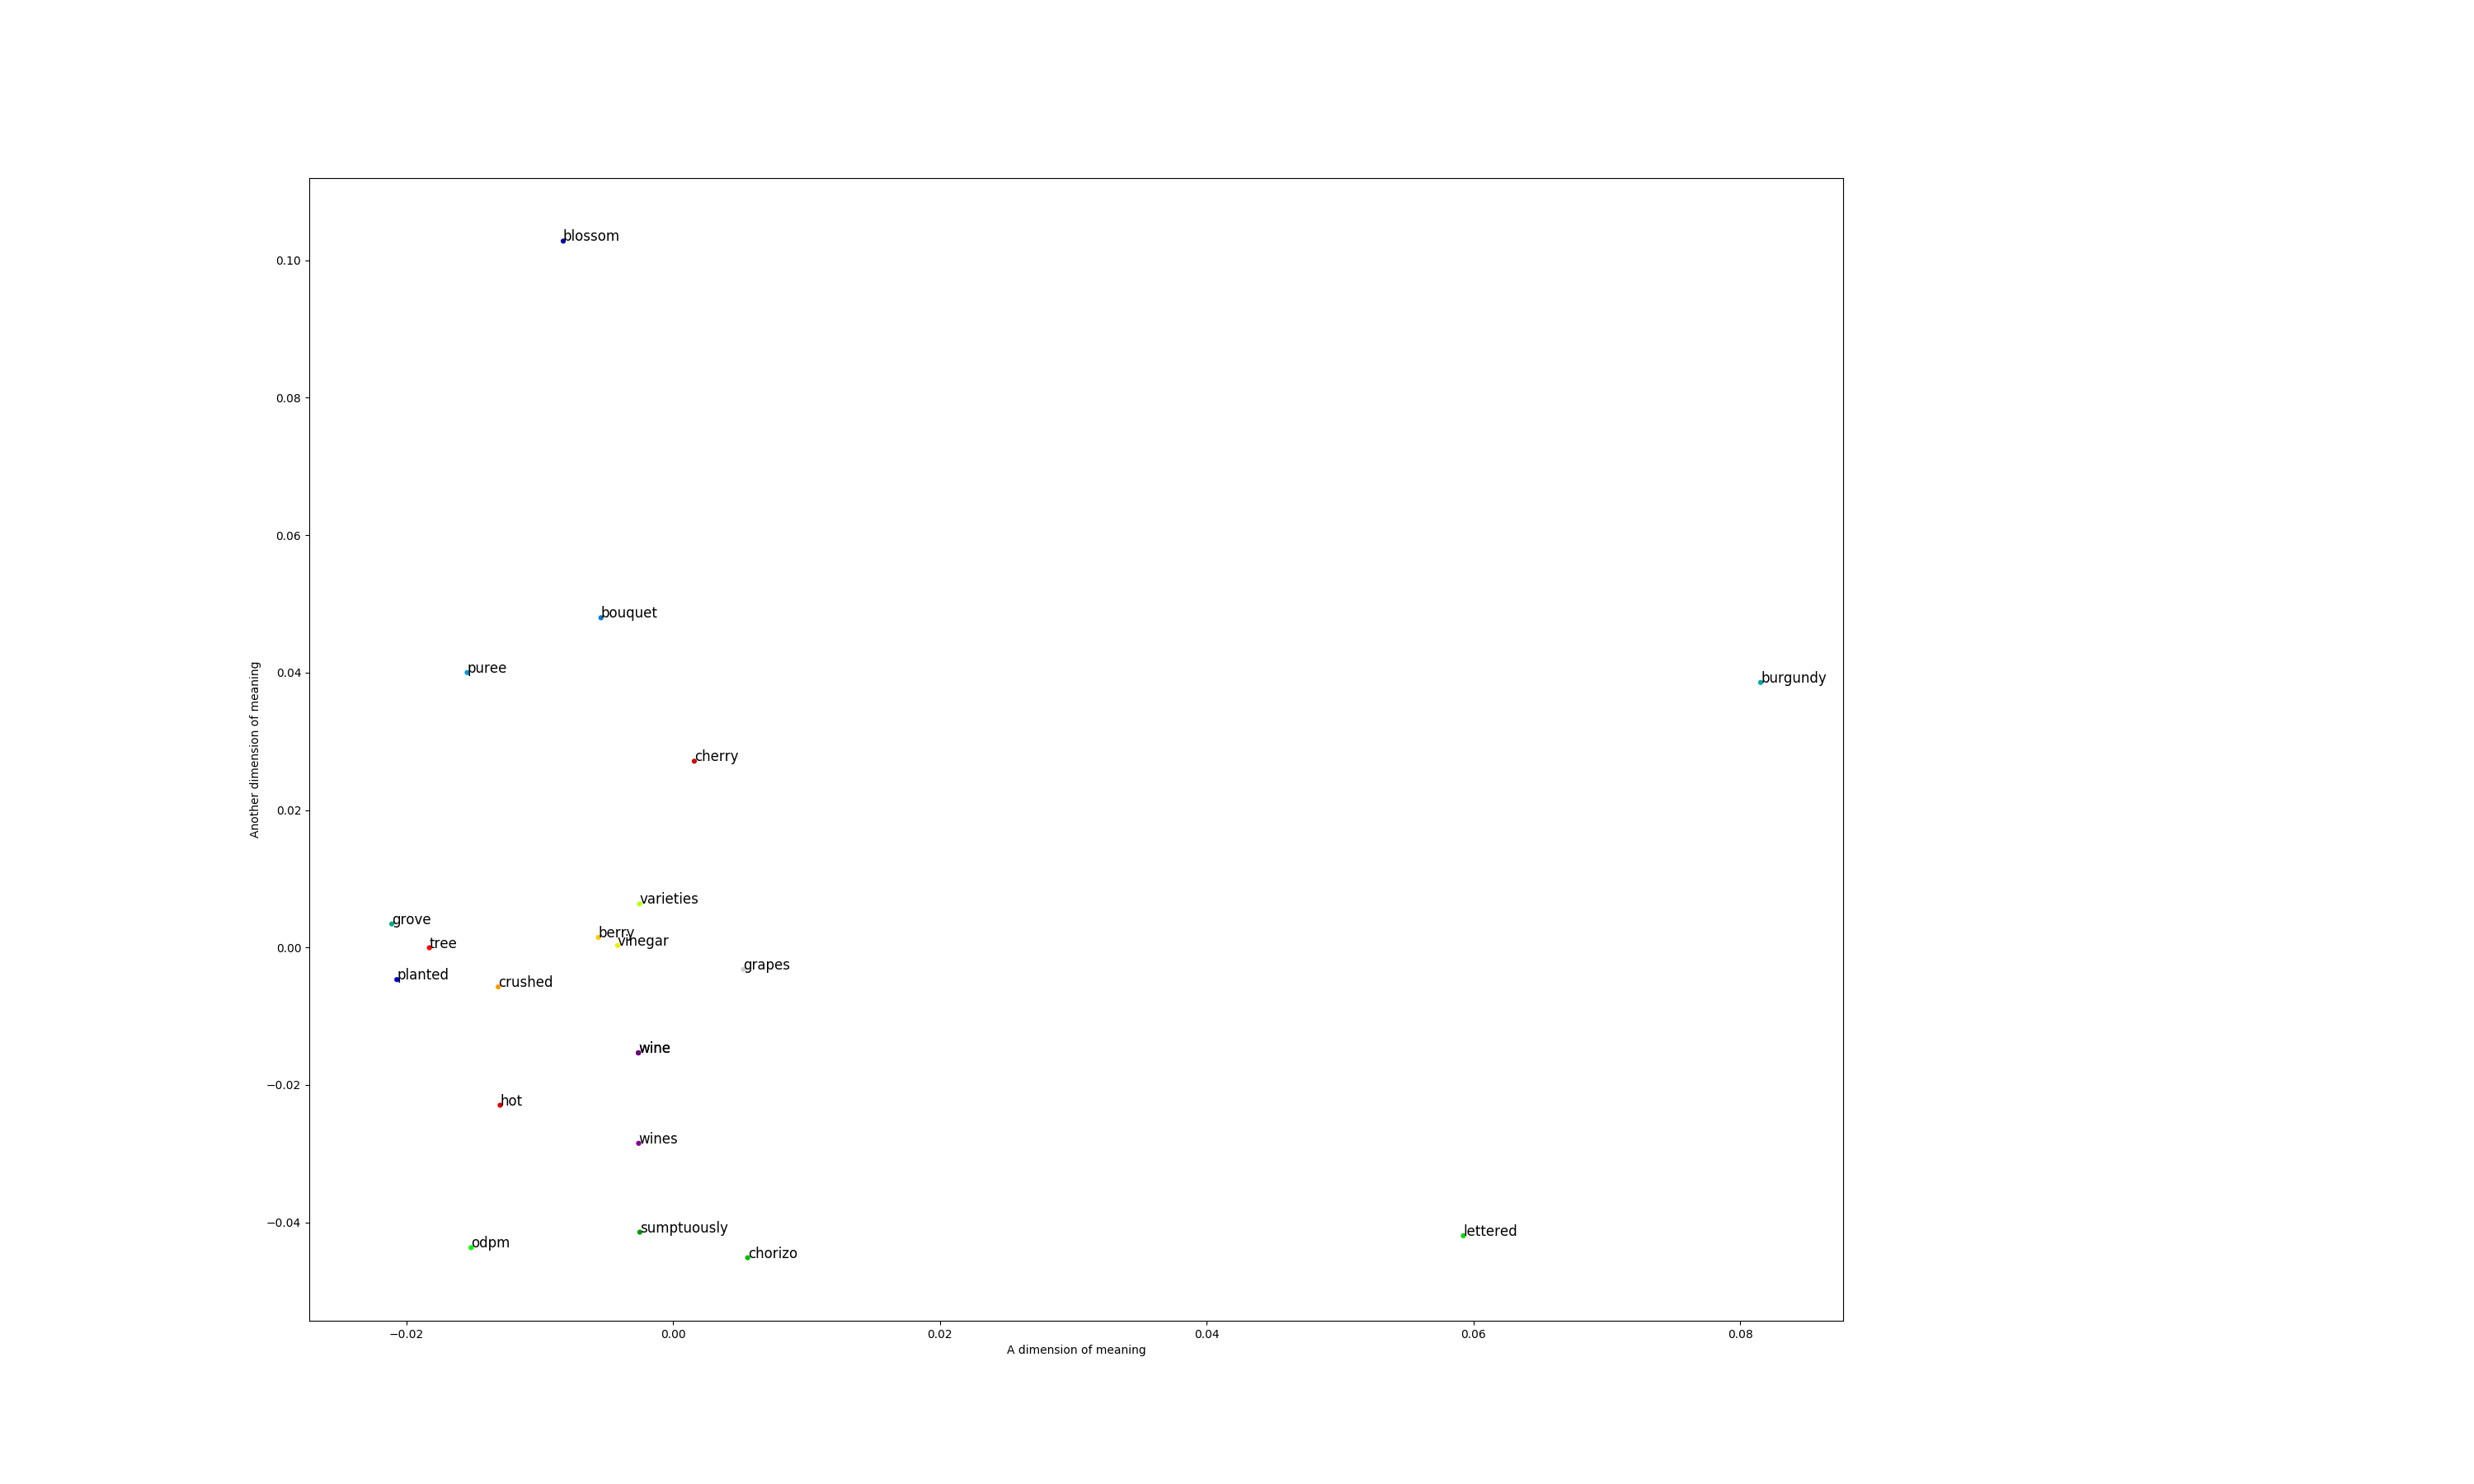 blossom
0.10
0.08
0.06
bouquet
puree
0.04
burgundy
Another dimension of meaning
cherry
0.02
varieties
grove
berry
vinegar
tree
0.00
grapes
planted
crushed
wine
−0.02
hot
wines
−0.04
sumptuously
lettered
odpm
chorizo
−0.02 0.00 0.02 0.04 0.06 0.08
A dimension of meaning